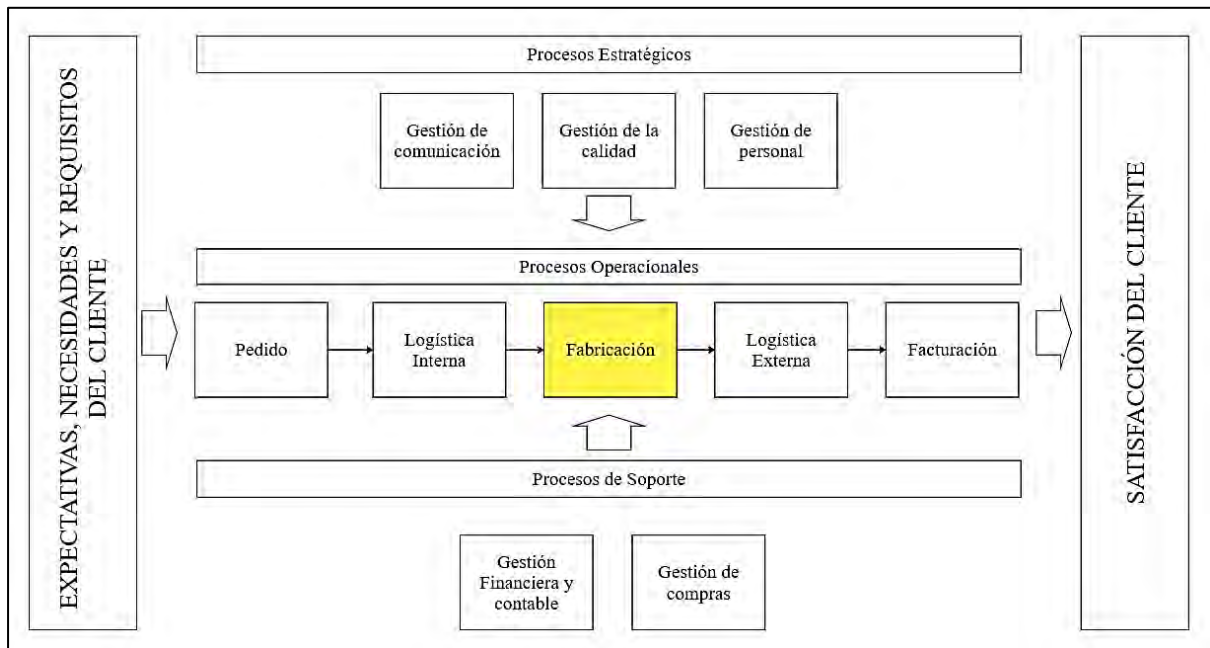 EXPECTATIVAS, NECESIDADES Y REQUISITOS
DEL CLIENTE
Procesos Estratégicos
Gestión de
comunicación
Gestión de la
calidad
Gestión de
personal
Procesos Operacionales
Pedido
Logística
Interna
Fabricación
Logística
Externa
Facturación
Procesos de Soporte
Gestión
Financiera y
contable
Gestión de
compras
SATISFACCIÓN DEL CLIENTE